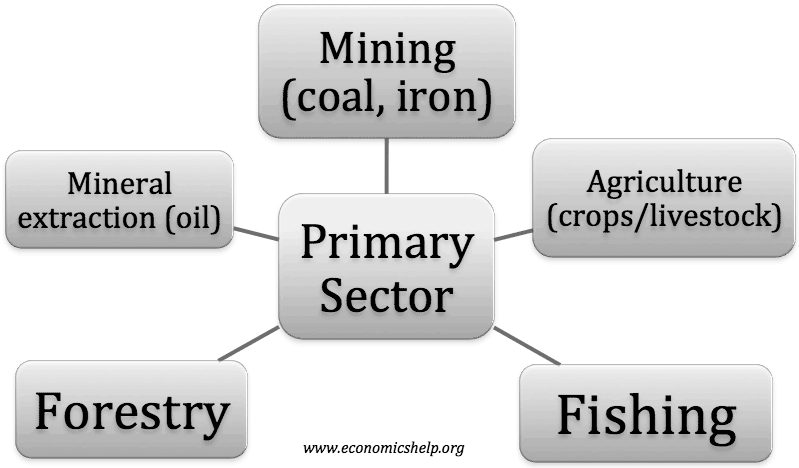 Mining
(coal, iron)
Mineral
extraction (oil)
Agriculture
(crops/livestock)
Primary
Sector
Forestry
Fishing
www.economicshelp.org